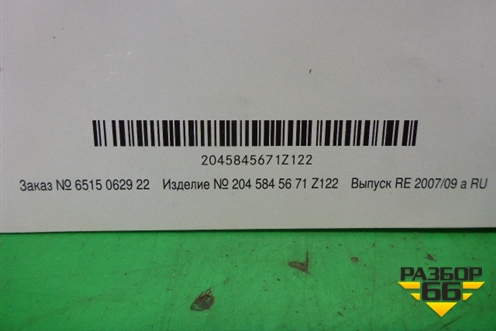 2045845671Z122
Заказ № 6515 0629 22 Изделие № 204 584 56 71 Z122 Выпуск RE 2007/09 a RU
РАЗБОР
66